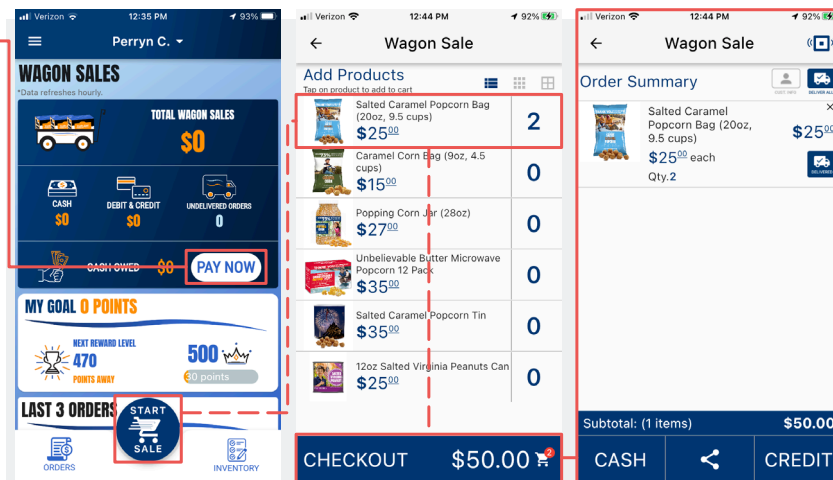 Verizon 12:35 PM 93%
Perryn C.
WAGON SALES
*Data refreshes hourly.
TOTAL WAGON SALES
$0
CASH
$0
DEBIT & CREDIT
$0
UNDELIVERED ORDERS
0
CASH OWED $0 PAY NOW
MY GOAL 0 POINTS
NEXT REWARD LEVEL
470
POINTS AWAY
500
30 points
LAST 3 ORDERS
START
SALE
ORDERS
INVENTORY
Verizon 12:44 PM 92%
Wagon Sale
Add Products
Tap on product to add to cart
Salted Caramel Popcorn Bag
(20oz, 9.5 cups)
$25.00
2
Caramel Corn Bag (9oz, 4.5
cups)
$15.00
0
Popping Corn Jar (28oz)
$27.00
0
Unbelievable Butter Microwave
Popcorn 12 Pack
$35.00
0
Salted Caramel Popcorn Tin
$35.00
0
12oz Salted Virginia Peanuts Can
$25.00
0
CHECKOUT $50.00 2
Verizon 12:44 PM 92%
Wagon Sale
Order Summary
CUST INFO
DELIVER ALL
Salted Caramel
Popcorn Bag (20oz,
9.5 cups)
$25.00 each
Qty.2
$25.00
DELIVERED
Subtotal: (1 items) $50.00
CASH
CREDIT